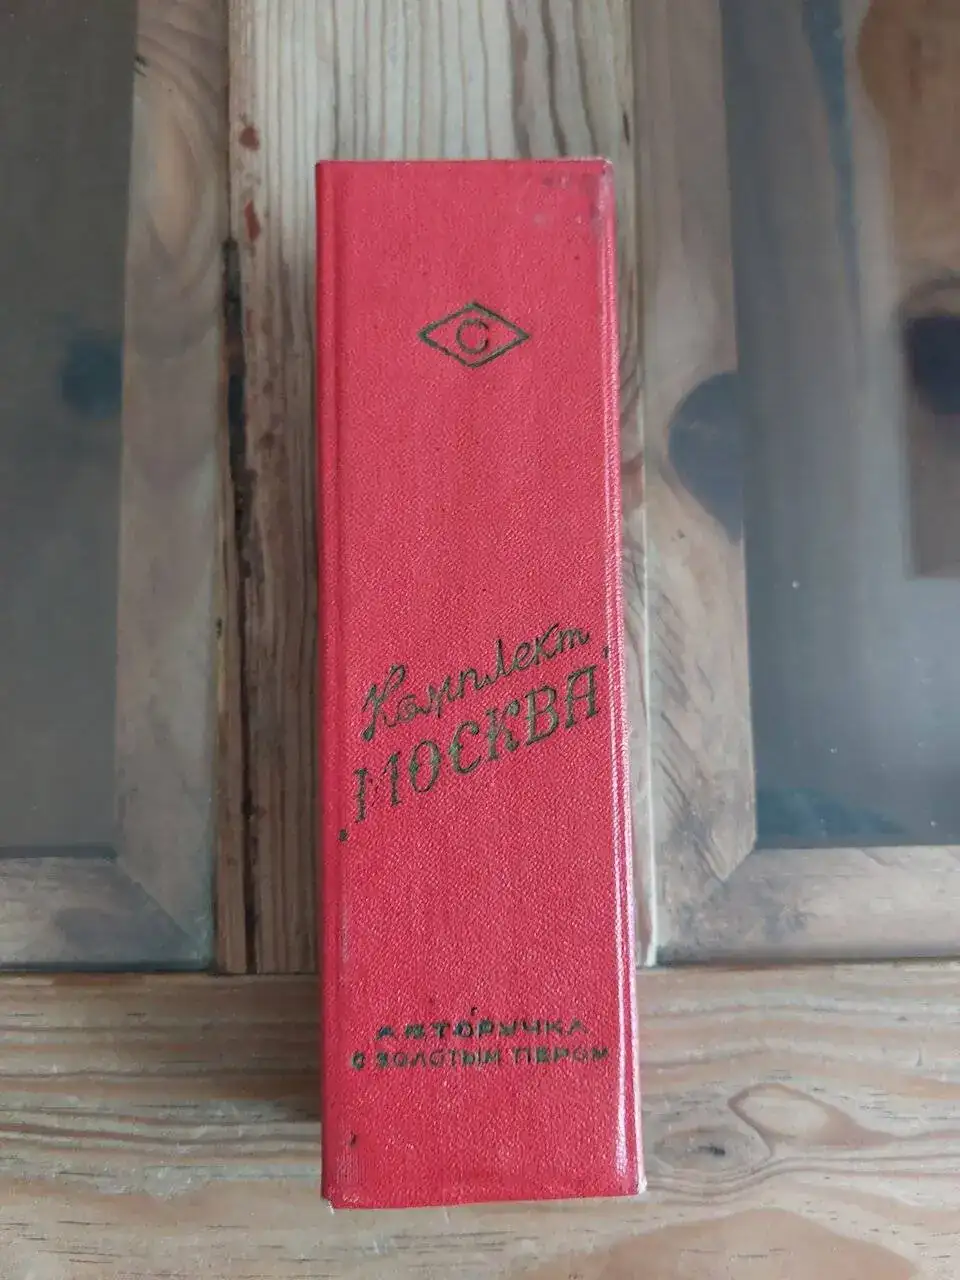 С
Комплект
„МОСКВА"
АВТОРУЧКА
С ЗОЛОТЫМ ПЕРОМ